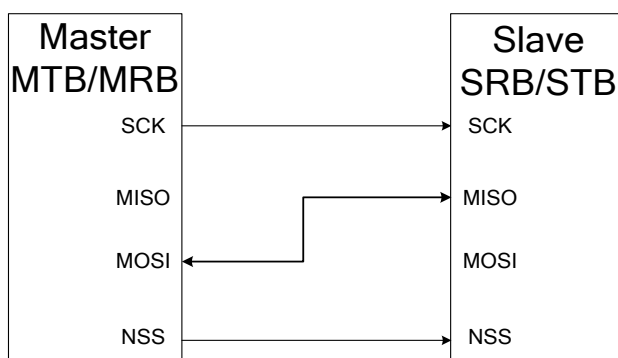 Master
MTB/MRB
SCK
MISO
MOSI
NSS
Slave
SRB/STB
SCK
MISO
MOSI
NSS